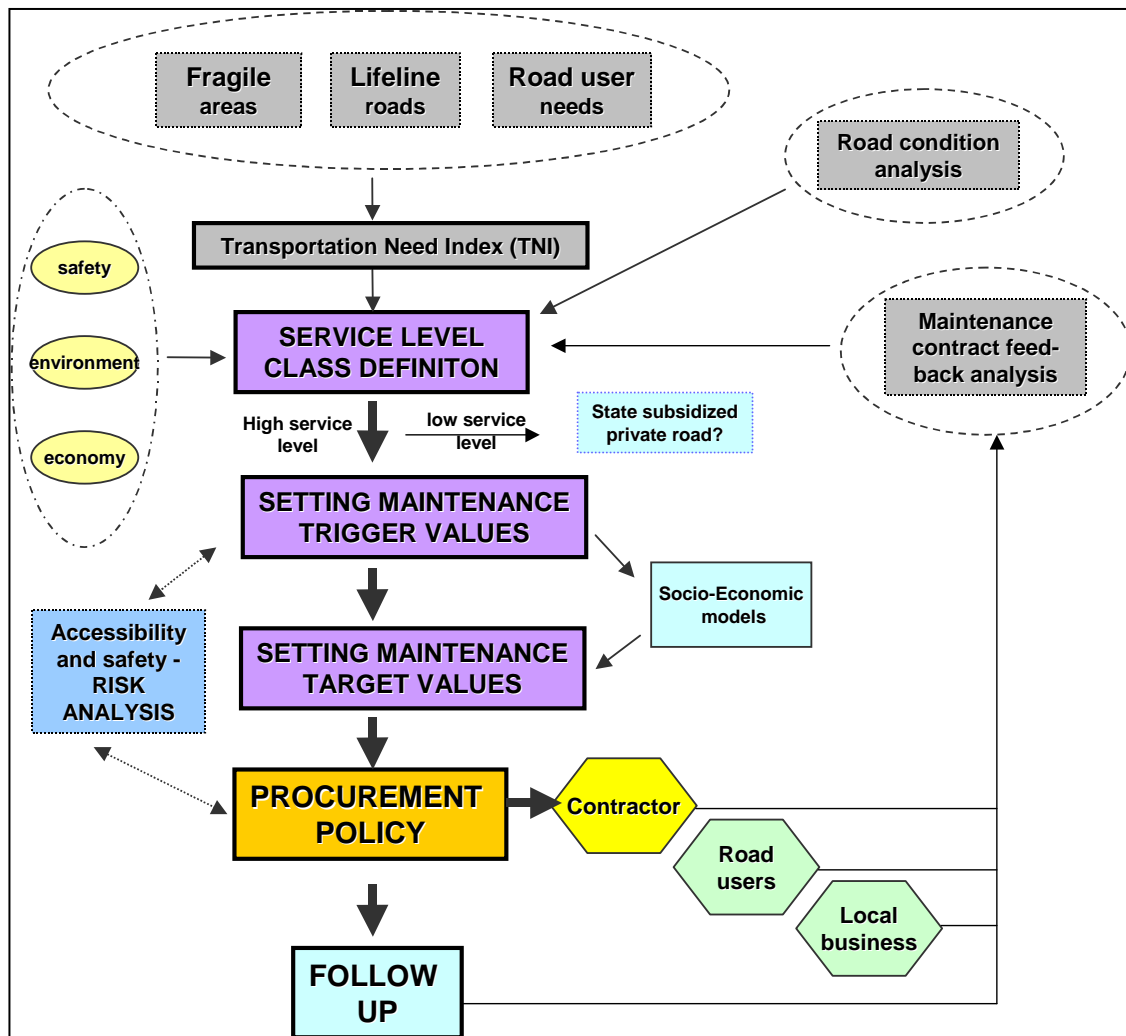 Fragile
areas
Lifeline
roads
Road user
needs
Road condition
analysis
Transportation Need Index (TNI)
safety
environment
economy
SERVICE LEVEL
CLASS DEFINITON
Maintenance
contract feed-
back analysis
High service
level
low service
level
State subsidized
private road?
SETTING MAINTENANCE
TRIGGER VALUES
Socio-Economic
models
Accessibility
and safety -
RISK
ANALYSIS
SETTING MAINTENANCE
TARGET VALUES
PROCUREMENT
POLICY
Contractor
Road
users
Local
business
FOLLOW
UP